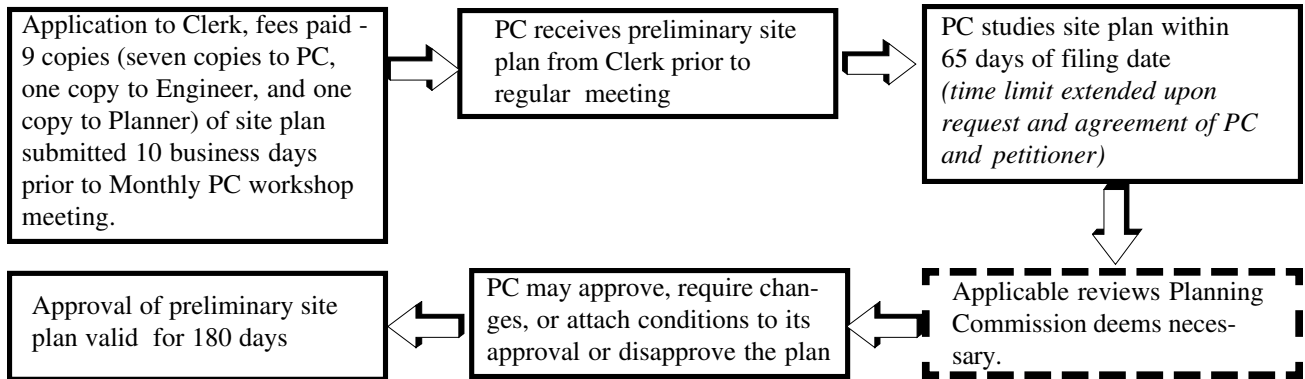 Application to Clerk, fees paid -
9 copies (seven copies to PC,
one copy to Engineer, and one
copy to Planner) of site plan
submitted 10 business days
prior to Monthly PC workshop
meeting.
PC receives preliminary site
plan from Clerk prior to
regular meeting
PC studies site plan within
65 days of filing date
(time limit extended upon
request and agreement of PC
and petitioner)
Applicable reviews Planning
Commission deems neces-
sary.
PC may approve, require chan-
ges, or attach conditions to its
approval or disapprove the plan
Approval of preliminary site
plan valid for 180 days